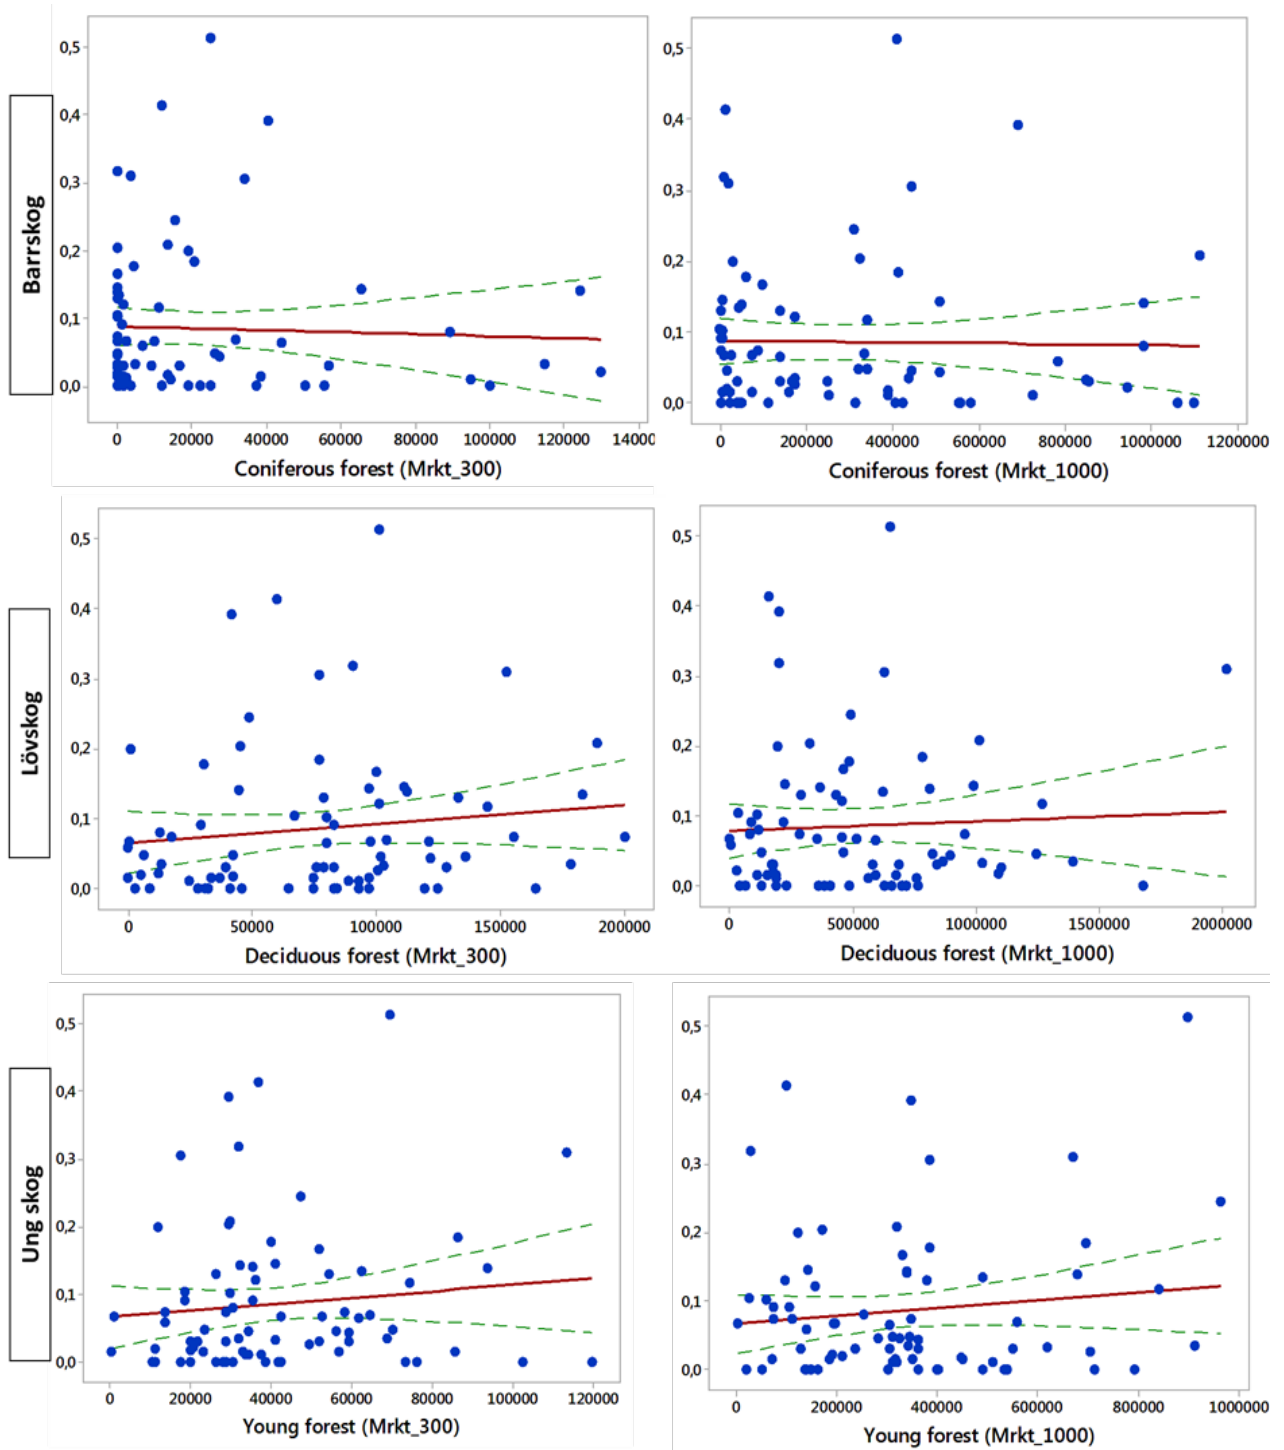 Barrskog
0,5
0,4
0,3
0,2
0,1
0,0
0 20000 40000 60000 80000 100000 120000 14000
Coniferous forest (Mrkt_300)
0,5
0,4
0,3
0,2
0,1
0,0
0 200000 400000 600000 800000 1000000 1200000
Coniferous forest (Mrkt_1000)
Lövskog
0,5
0,4
0,3
0,2
0,1
0,0
0 50000 100000 150000 200000
Deciduous forest (Mrkt_300)
0,5
0,4
0,3
0,2
0,1
0,0
0 500000 1000000 1500000 2000000
Deciduous forest (Mrkt_1000)
Ung skog
0,5
0,4
0,3
0,2
0,1
0,0
0 20000 40000 60000 80000 100000 120000
Young forest (Mrkt_300)
0,5
0,4
0,3
0,2
0,1
0,0
0 200000 400000 600000 800000 1000000
Young forest (Mrkt_1000)